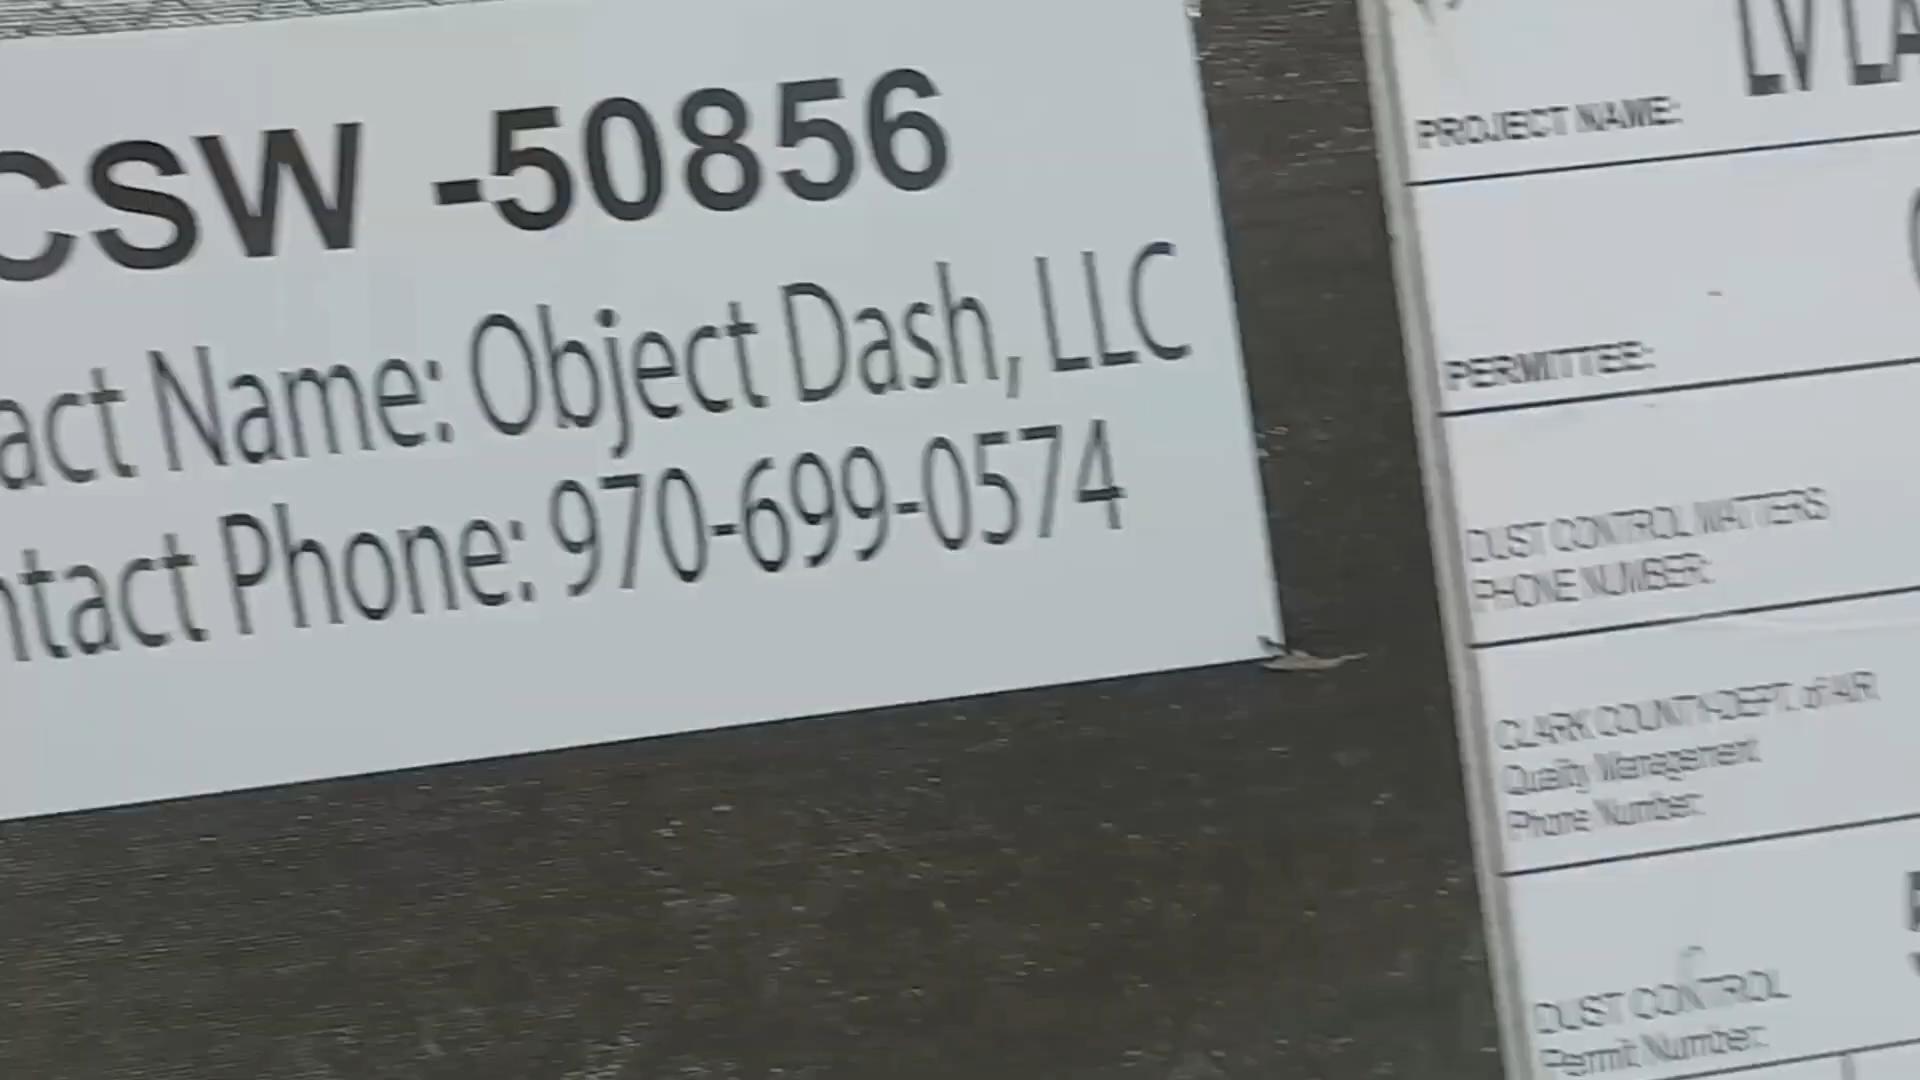 CSW -50856
act Name: Object Dash, LLC
ntact Phone: 970-699-0574
LV LA
PROJECT NAME:
PERMITTEE:
DUST CONTROL MATTERS
PHONE NUMBER:
CLARK COUNTY-DEPT. of AIR
Quality Management
Phone Number:
DUST CONTROL
Permit Number: